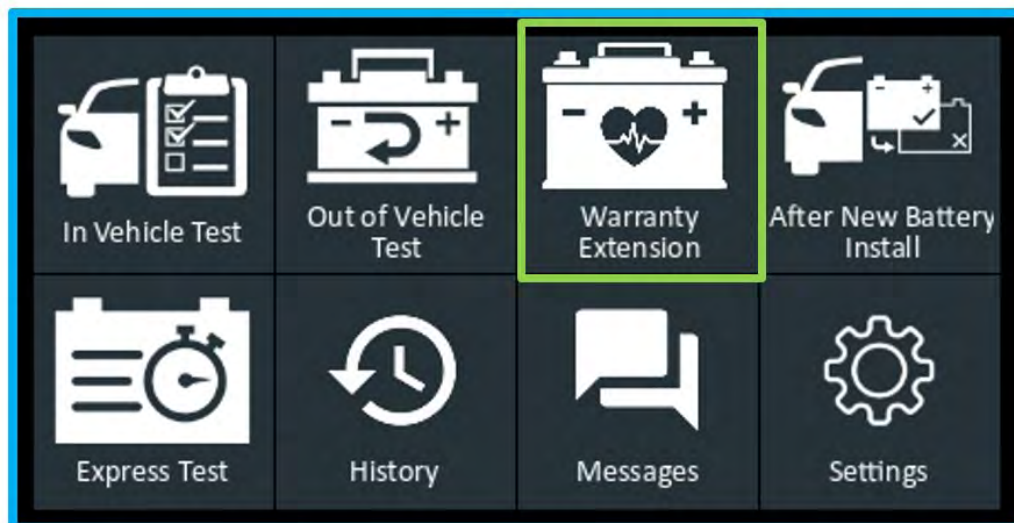 In Vehicle Test
Out of Vehicle
Test
Warranty
Extension
After New Battery
Install
Express Test
History
Messages
Settings